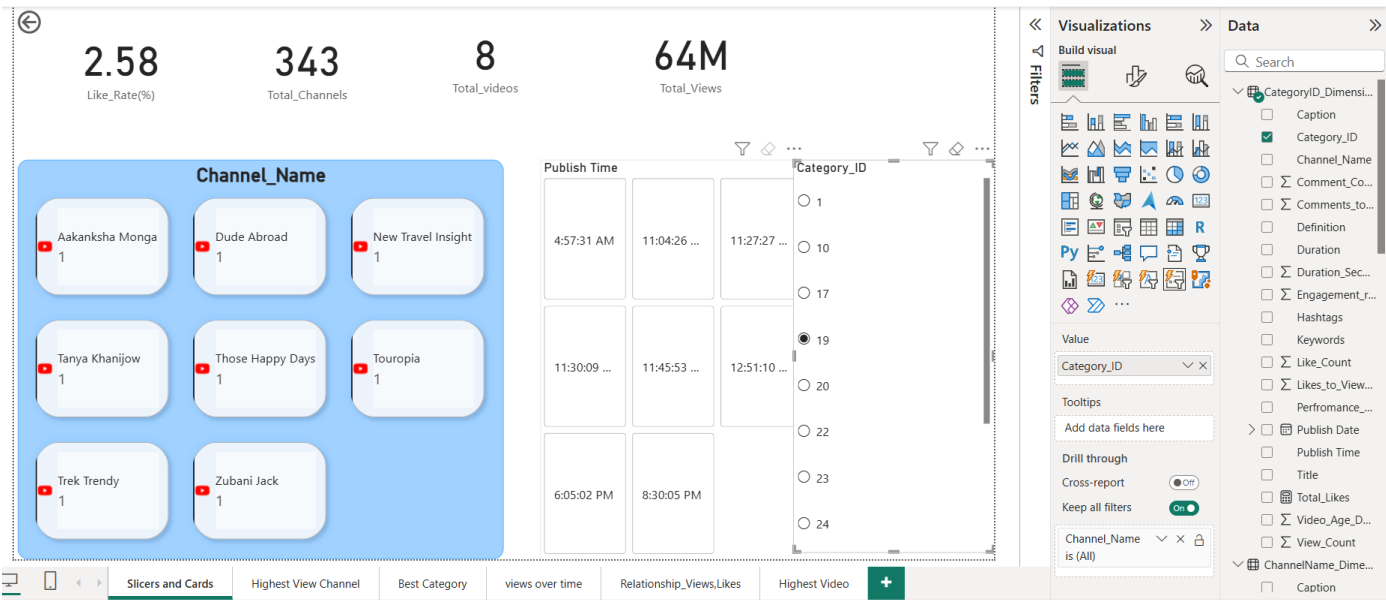 2.58
Like_Rate(%)
343
Total_Channels
8
Total_videos
64M
Total_Views
Channel_Name
Aakanksha Monga
1
Dude Abroad
1
New Travel Insight
1
Tanya Khanijow
1
Those Happy Days
1
Touropia
1
Trek Trendy
1
Zubani Jack
1
Publish Time
4:57:31 AM
11:04:26 ...
11:27:27 ...
11:30:09 ...
11:45:53 ...
12:51:10 ...
6:05:02 PM
8:30:05 PM
Category_ID
1
10
17
19
20
22
23
24
Slicers and Cards
Highest View Channel
Best Category
views over time
Relationship_Views,Likes
Highest Video
+
Filters
Visualizations
Build visual
123
R
Py
123
...
Value
Category_ID
Tooltips
Add data fields here
Drill through
Cross-report
Off
Keep all filters
On
Channel_Name
is (All)
Data
Search
CategoryID_Dimensi...
Caption
Category_ID
Channel_Name
Comment_Co...
Comments_to...
Definition
Duration
Duration_Sec...
Engagement_r...
Hashtags
Keywords
Like_Count
Likes_to_View...
Perfromance_...
Publish Date
Publish Time
Title
Total_Likes
Video_Age_D...
View_Count
ChannelName_Dime...
Caption